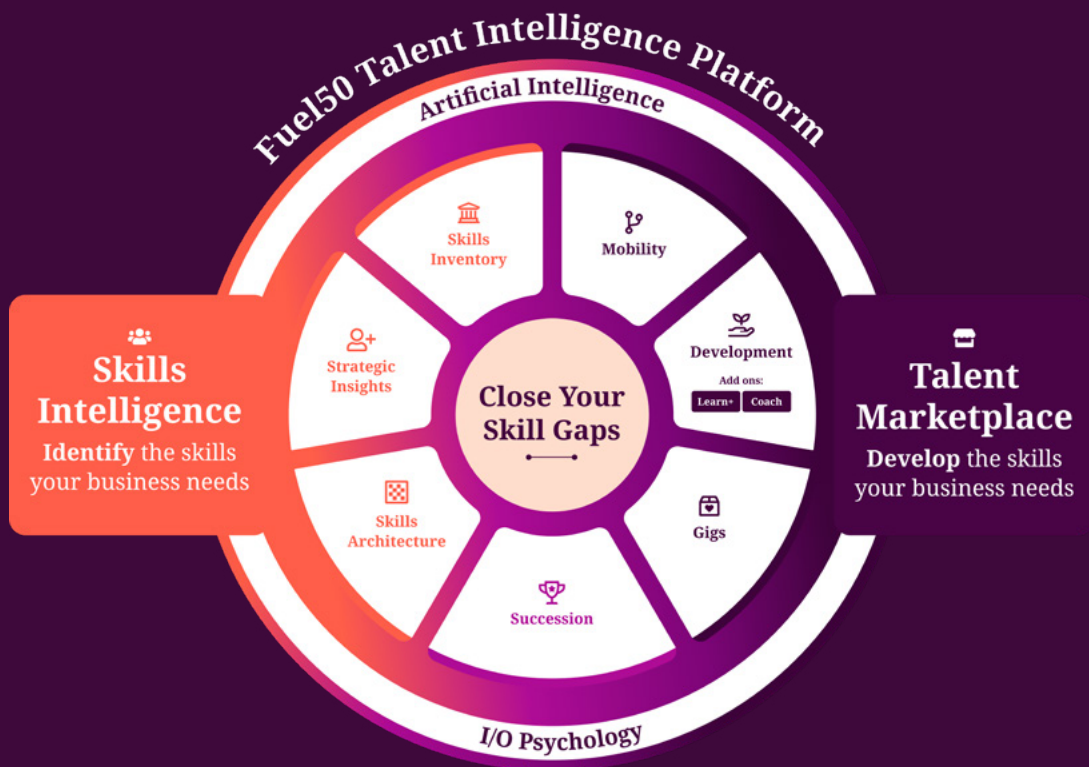 Fuel50 Talent Intelligence Platform
Artificial Intelligence
Skills
Inventory
Mobility
Strategic
Insights
Development
Add ons:
Learn+ Coach
Skills
Intelligence
Identify the skills
your business needs
Close Your
Skill Gaps
Talent
Marketplace
Develop the skills
your business needs
Skills
Architecture
Gigs
Succession
I/O Psychology